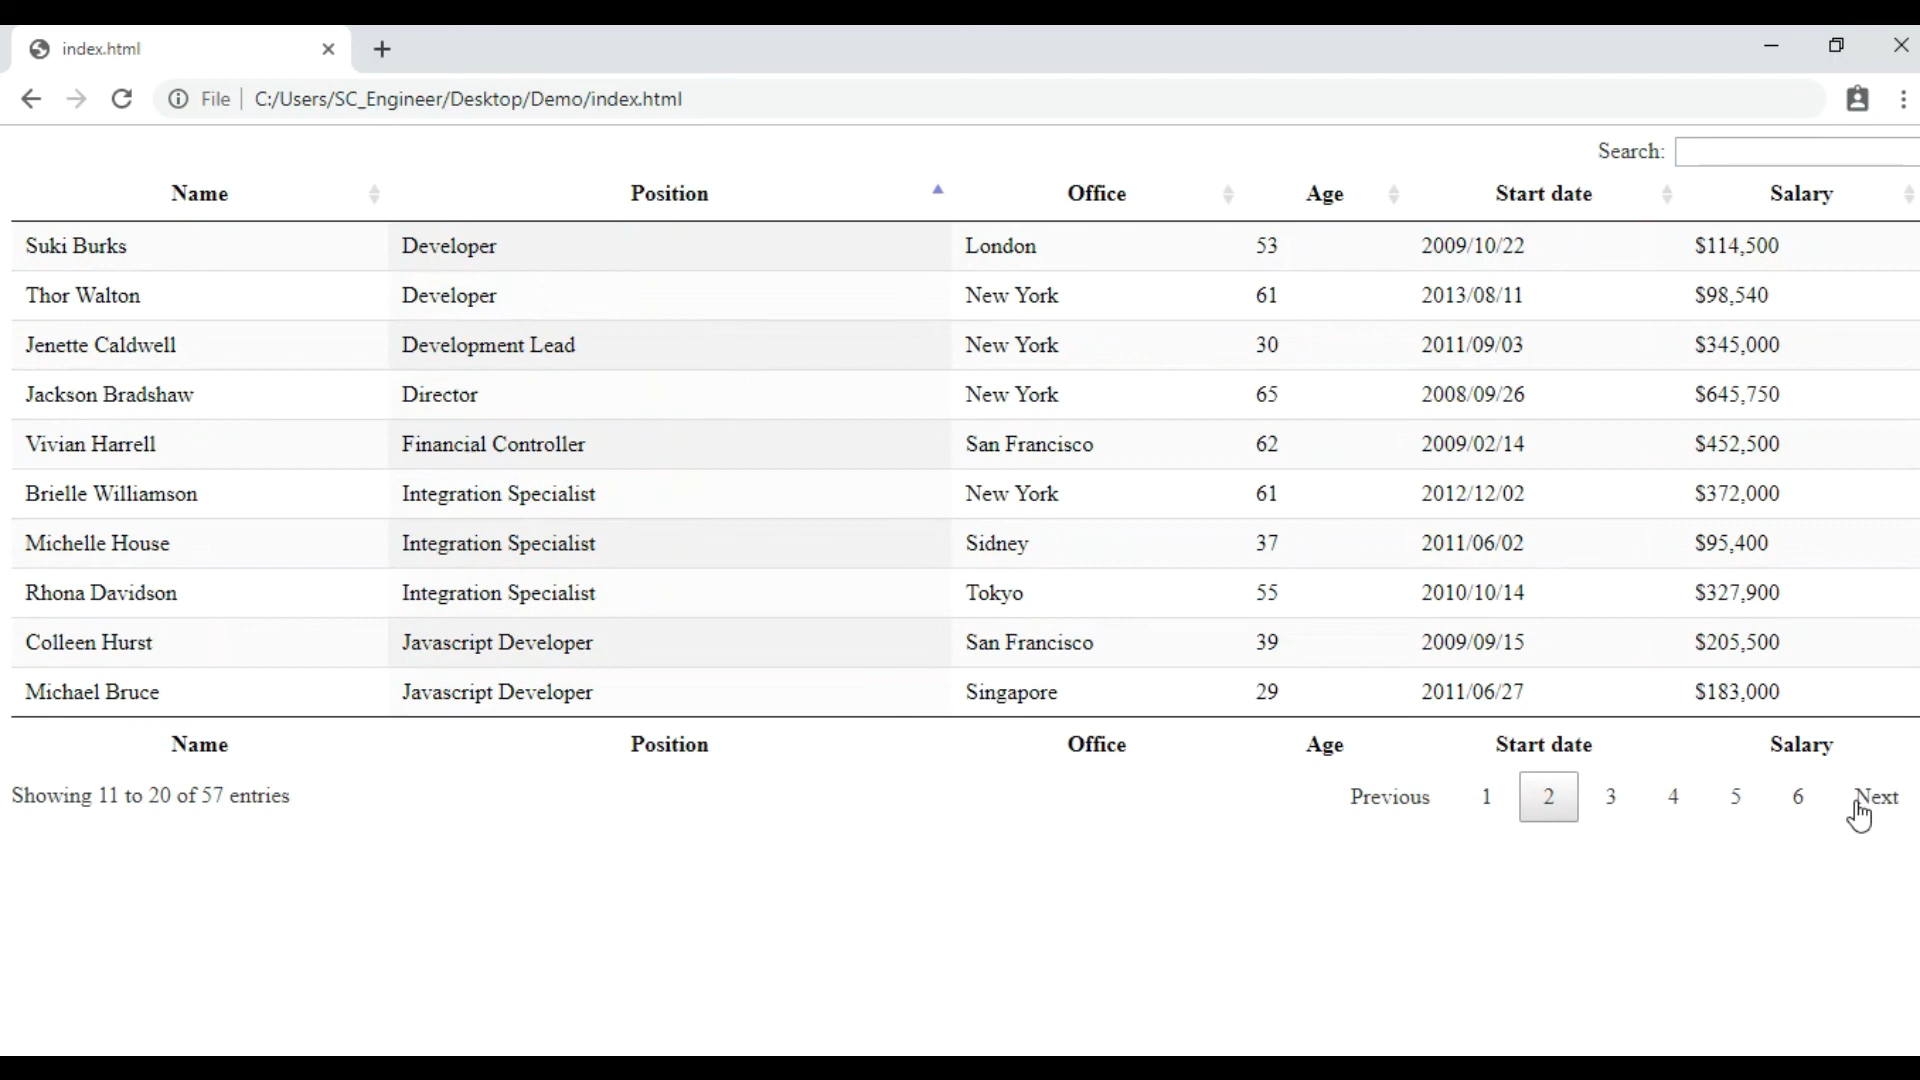 index.html
File C:/Users/SC_Engineer/Desktop/Demo/index.html
Search:
Name Position Office Age Start date Salary
Suki Burks Developer London 53 2009/10/22 $114,500
Thor Walton Developer New York 61 2013/08/11 $98,540
Jenette Caldwell Development Lead New York 30 2011/09/03 $345,000
Jackson Bradshaw Director New York 65 2008/09/26 $645,750
Vivian Harrell Financial Controller San Francisco 62 2009/02/14 $452,500
Brielle Williamson Integration Specialist New York 61 2012/12/02 $372,000
Michelle House Integration Specialist Sidney 37 2011/06/02 $95,400
Rhona Davidson Integration Specialist Tokyo 55 2010/10/14 $327,900
Colleen Hurst Javascript Developer San Francisco 39 2009/09/15 $205,500
Michael Bruce Javascript Developer Singapore 29 2011/06/27 $183,000
Name Position Office Age Start date Salary
Showing 11 to 20 of 57 entries Previous 1 2 3 4 5 6 Next